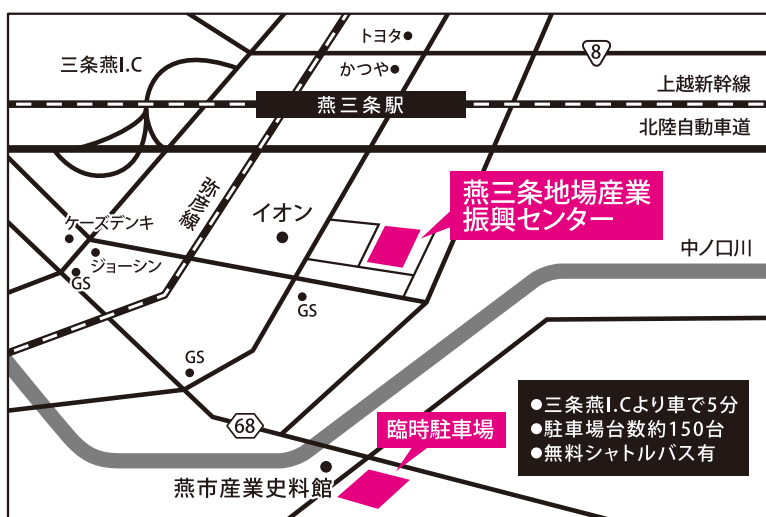 トヨタ
8
三条燕I.C
かつや
上越新幹線
燕三条駅
北陸自動車道
弥彦線
燕三条地場産業
振興センター
ケーズデンキ
イオン
ジョーシン
中ノ口川
GS
GS
GS
●三条燕I.Cより車で5分
●駐車場台数約150台
●無料シャトルバス有
68
臨時駐車場
燕市産業史料館